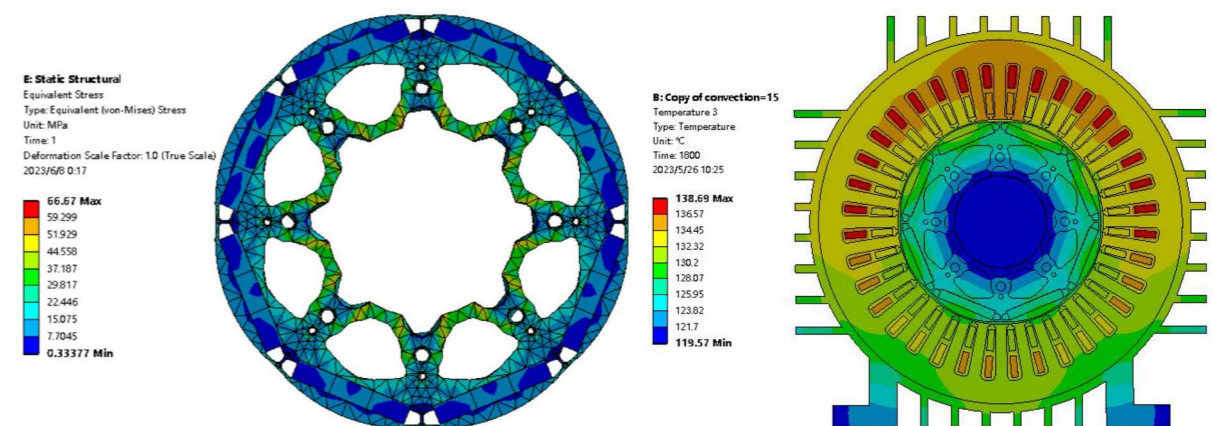 E: Static Structural
Equivalent Stress
Type: Equivalent (von-Mises) Stress
Unit: MPa
Time: 1
Deformation Scale Factor: 1.0 (True Scale)
2023/6/8 0:17
66.67 Max
59.299
51.929
44.558
37.187
29.817
22.446
15.075
7.7045
0.33377 Min
B: Copy of convection=15
Temperature 3
Type: Temperature
Unit: °C
Time: 1800
2023/5/26 10:25
138.69 Max
136.57
134.45
132.32
130.2
128.07
125.95
123.82
121.7
119.57 Min